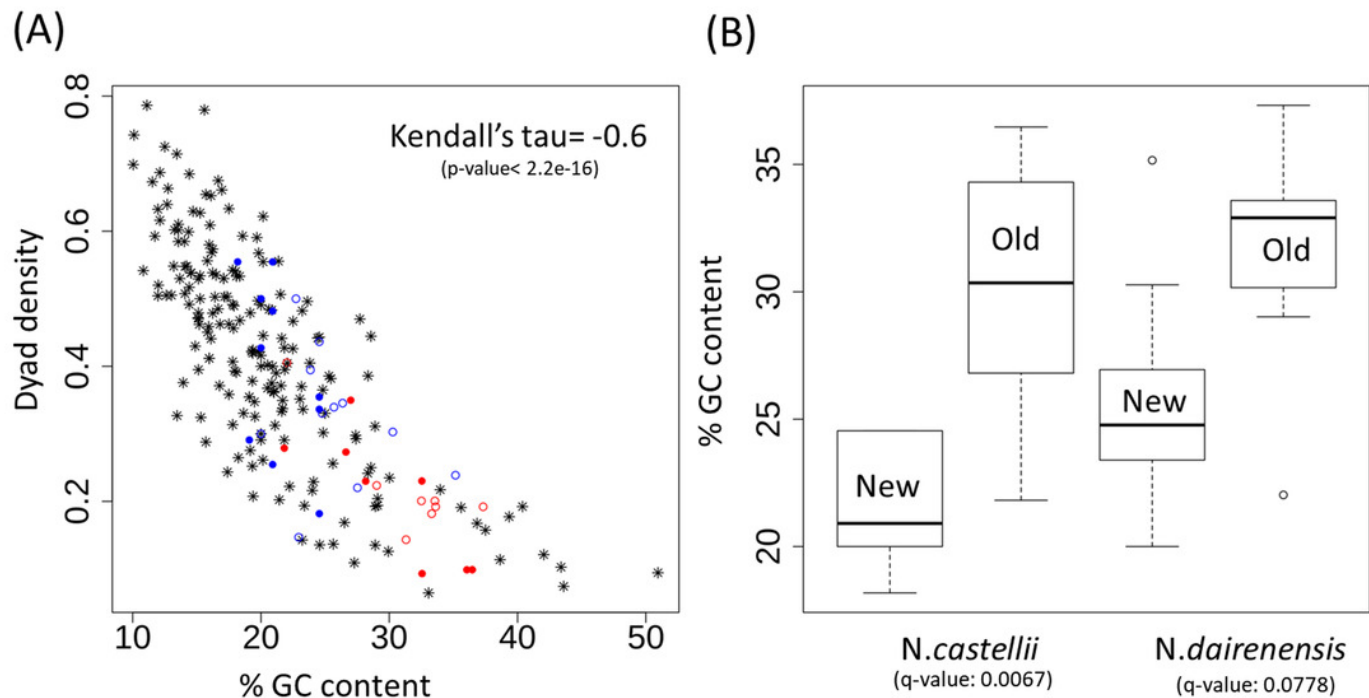 (A)
(B)
Kendall's tau= -0.6
(p-value< 2.2e-16)
Dyad density
0.8
0.6
0.4
0.2
10 20 30 40 50
% GC content
% GC content
35
30
25
20
New
Old
New
Old
N.castellii
(q-value: 0.0067)
N.dairenensis
(q-value: 0.0778)